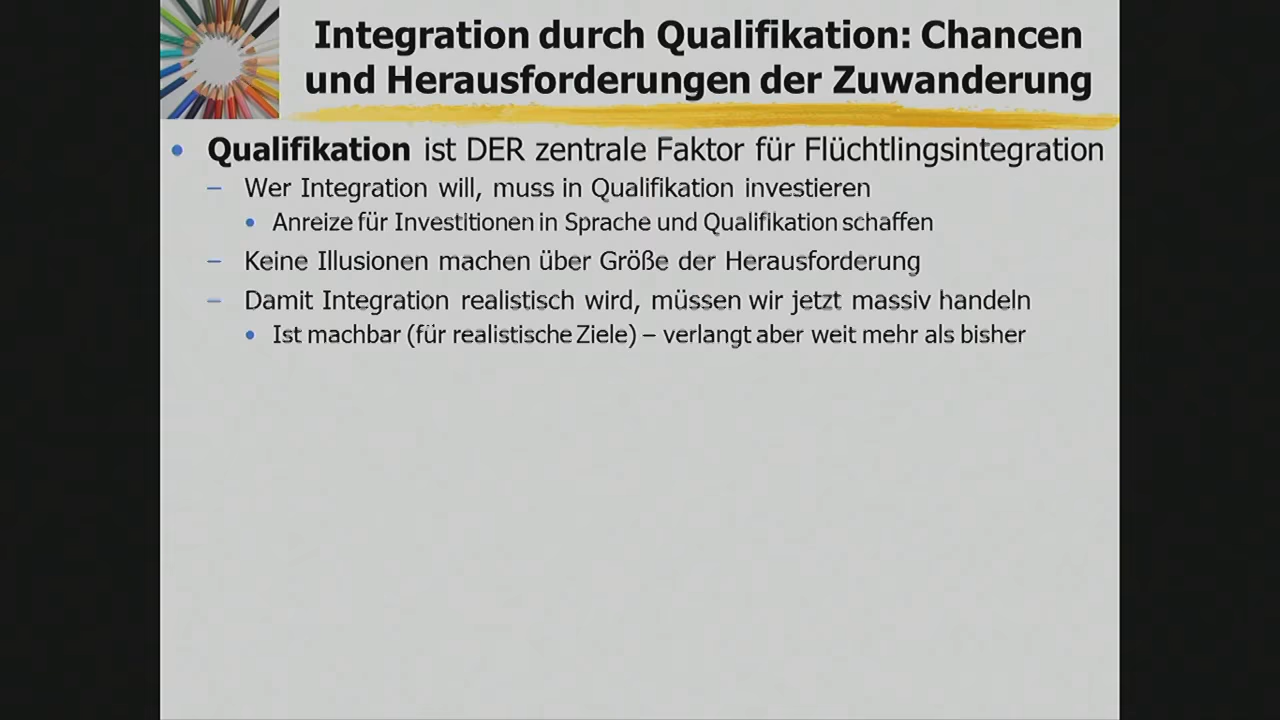 Integration durch Qualifikation: Chancen
und Herausforderungen der Zuwanderung
• Qualifikation ist DER zentrale Faktor für Flüchtlingsintegration
– Wer Integration will, muss in Qualifikation investieren
• Anreize für Investitionen in Sprache und Qualifikation schaffen
– Keine Illusionen machen über Größe der Herausforderung
– Damit Integration realistisch wird, müssen wir jetzt massiv handeln
• Ist machbar (für realistische Ziele) – verlangt aber weit mehr als bisher